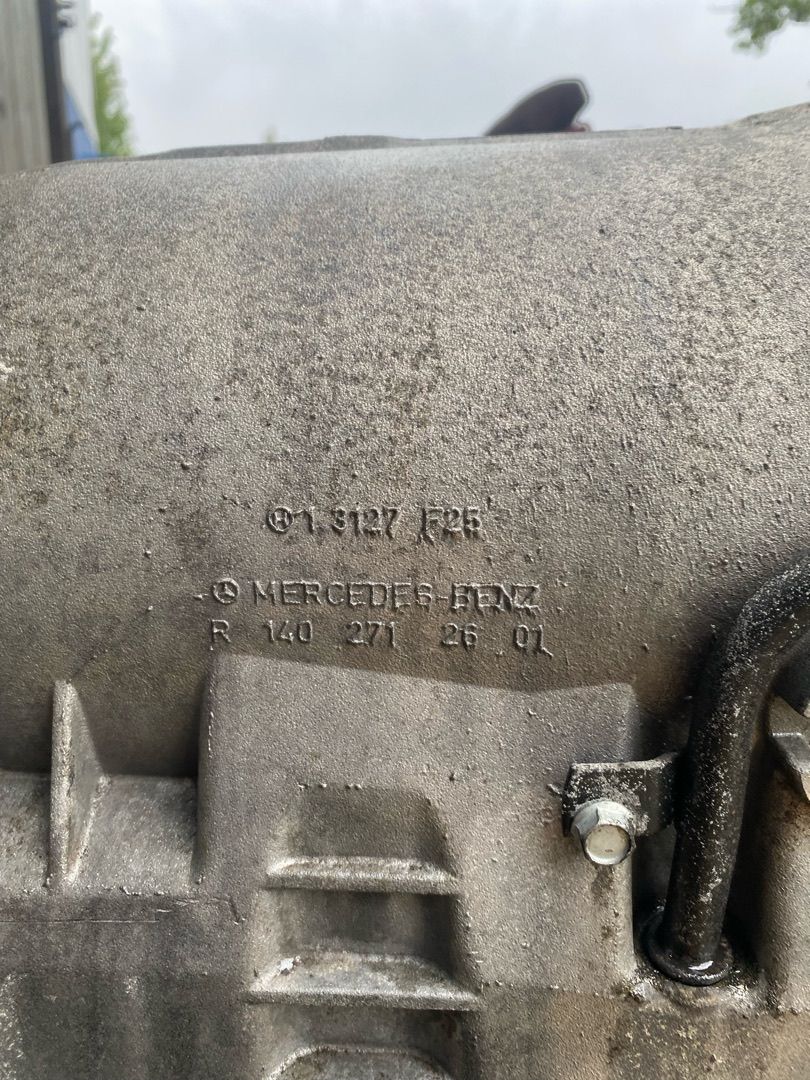 H 1.3127 F25
MERCEDES-BENZ
R 140 271 26 01